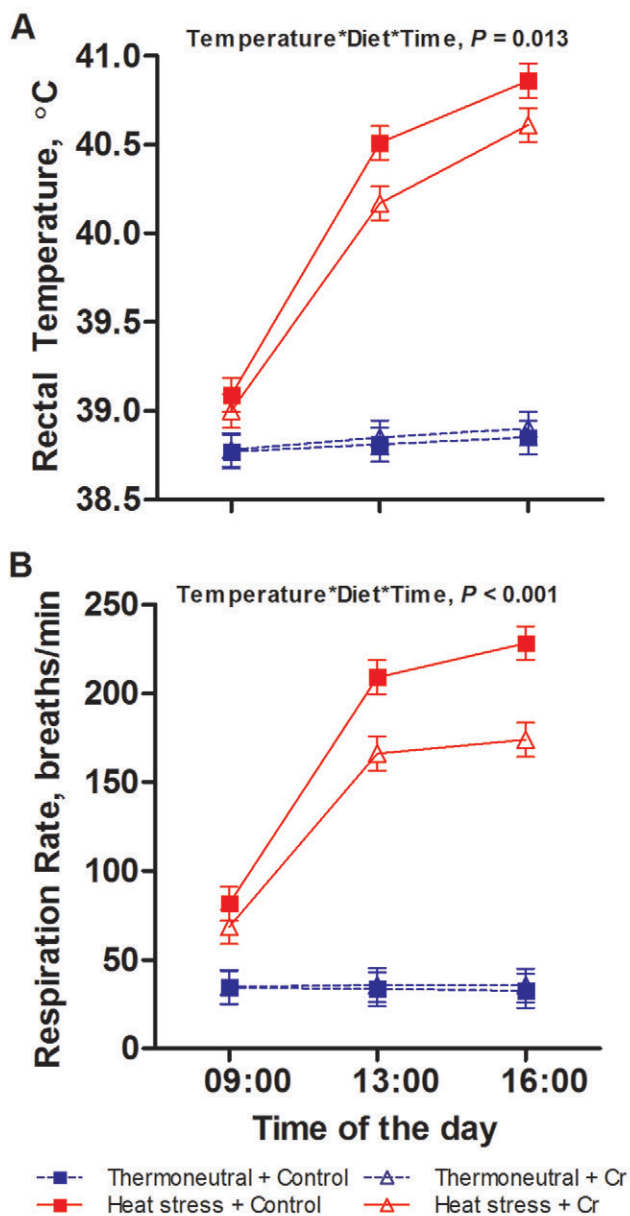 A
Temperature*Diet*Time, P = 0.013
Rectal Temperature, °C
41.0
40.5
40.0
39.5
39.0
38.5
B
Temperature*Diet*Time, P < 0.001
Respiration Rate, breaths/min
250
200
150
100
50
0
09:00 13:00 16:00
Time of the day
Thermoneutral + Control Thermoneutral + Cr
Heat stress + Control Heat stress + Cr